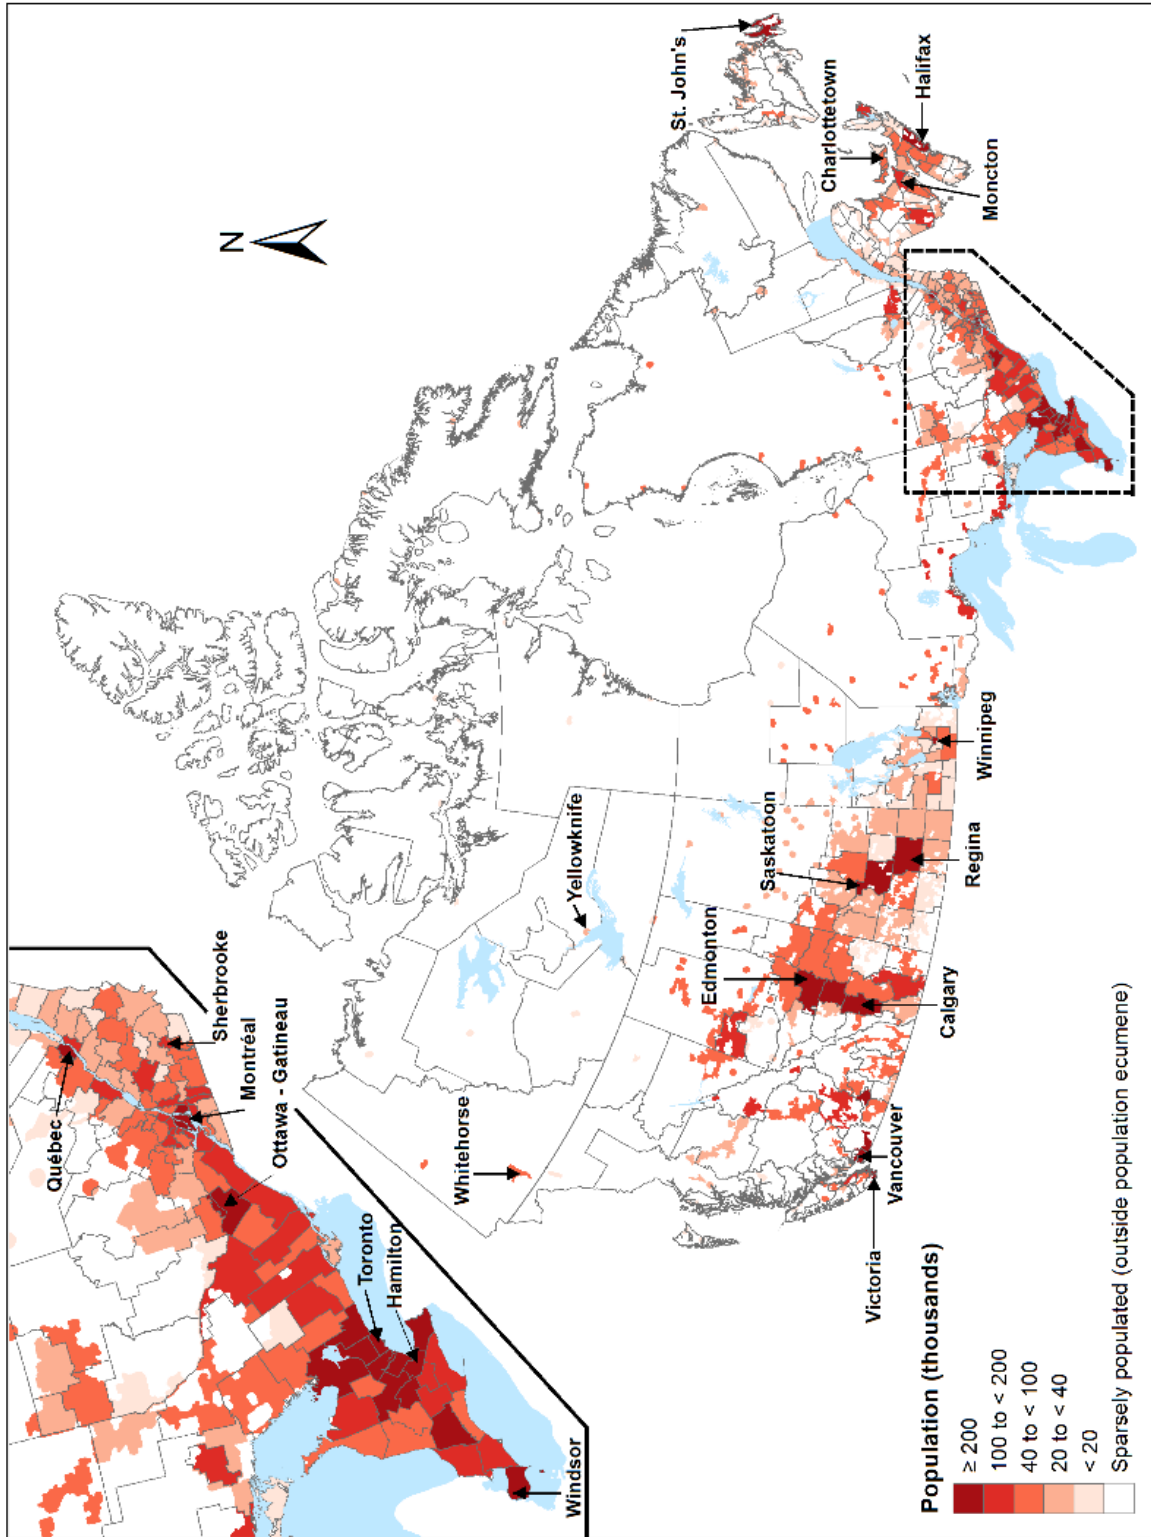 Québec
Sherbrooke
Montréal
Ottawa - Gatineau
Toronto
Hamilton
Windsor
N
St. John's
Charlottetown
Halifax
Moncton
Whitehorse
Yellowknife
Edmonton
Saskatoon
Winnipeg
Regina
Calgary
Vancouver
Victoria
Population (thousands)
≥ 200
100 to < 200
40 to < 100
20 to < 40
< 20
Sparsely populated (outside population ecumene)